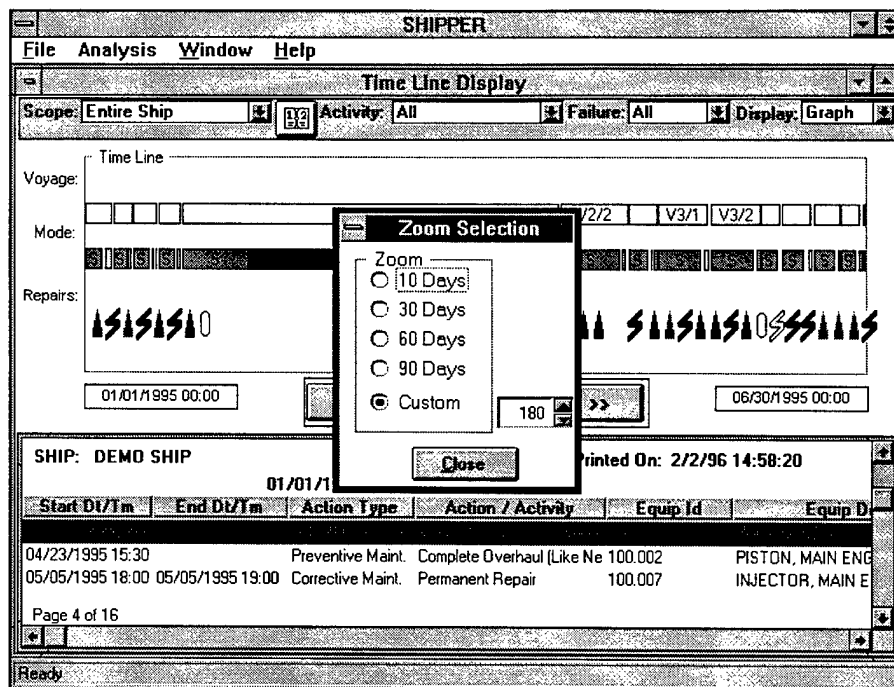 SHIPPER
File Analysis Window Help
Time Line Display
Scope: Entire Ship Activity: All Failure: All Display: Graph
Time Line
Voyage:
V2/2 V3/1 V3/2
Mode:
S S S S S S S S S S S
Repairs:
Zoom Selection
Zoom
10 Days
30 Days
60 Days
90 Days
Custom 180
Close
01/01/1995 00:00 >> 06/30/1995 00:00
SHIP: DEMO SHIP Printed On: 2/2/96 14:58:20
01/01/1
Start Dt/Tm End Dt/Tm Action Type Action / Activity Equip Id Equip D
04/23/1995 15:30 Preventive Maint. Complete Overhaul (Like Ne 100.002 PISTON, MAIN ENG
05/05/1995 18:00 05/05/1995 19:00 Corrective Maint. Permanent Repair 100.007 INJECTOR, MAIN E
Page 4 of 16
Ready